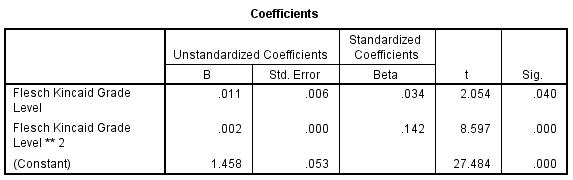 Coefficients
Unstandardized Coefficients
Standardized
Coefficients
t
Sig.
B
Std. Error
Beta
Flesch Kincaid Grade
Level
.011
.006
.034
2.054
.040
Flesch Kincaid Grade
Level ** 2
.002
.000
.142
8.597
.000
(Constant)
1.458
.053
27.484
.000